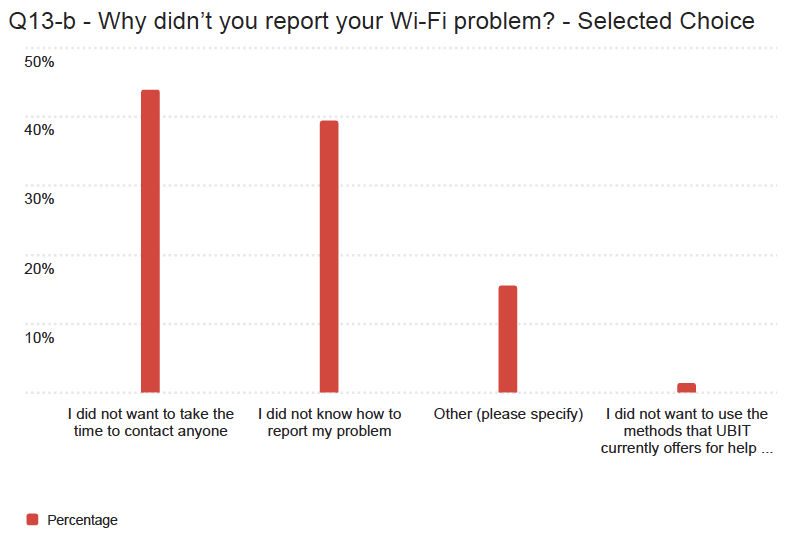 Q13-b - Why didn’t you report your Wi-Fi problem? - Selected Choice
50%
40%
30%
20%
10%
I did not want to take the
time to contact anyone
I did not know how to
report my problem
Other (please specify)
I did not want to use the
methods that UBIT
currently offers for help ...
Percentage